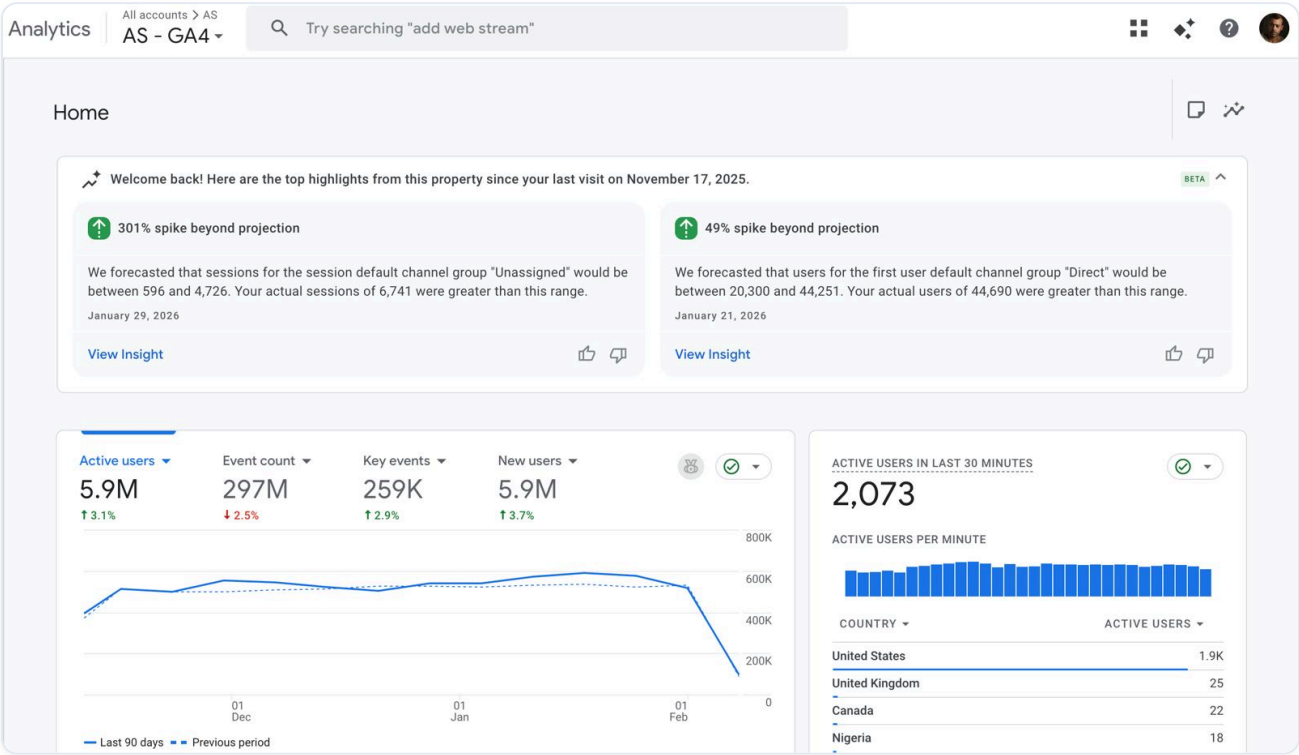 Analytics
All accounts > AS
AS - GA4
Try searching "add web stream"
Home
Welcome back! Here are the top highlights from this property since your last visit on November 17, 2025.
BETA
301% spike beyond projection
We forecasted that sessions for the session default channel group "Unassigned" would be
between 596 and 4,726. Your actual sessions of 6,741 were greater than this range.
January 29, 2026
View Insight
49% spike beyond projection
We forecasted that users for the first user default channel group "Direct" would be
between 20,300 and 44,251. Your actual users of 44,690 were greater than this range.
January 21, 2026
View Insight
Active users
5.9M
3.1%
Event count
297M
2.5%
Key events
259K
2.9%
New users
5.9M
3.7%
800K
600K
400K
200K
0
01
Dec
01
Jan
01
Feb
Last 90 days
Previous period
ACTIVE USERS IN LAST 30 MINUTES
2,073
ACTIVE USERS PER MINUTE
COUNTRY ACTIVE USERS
United States 1.9K
United Kingdom 25
Canada 22
Nigeria 18